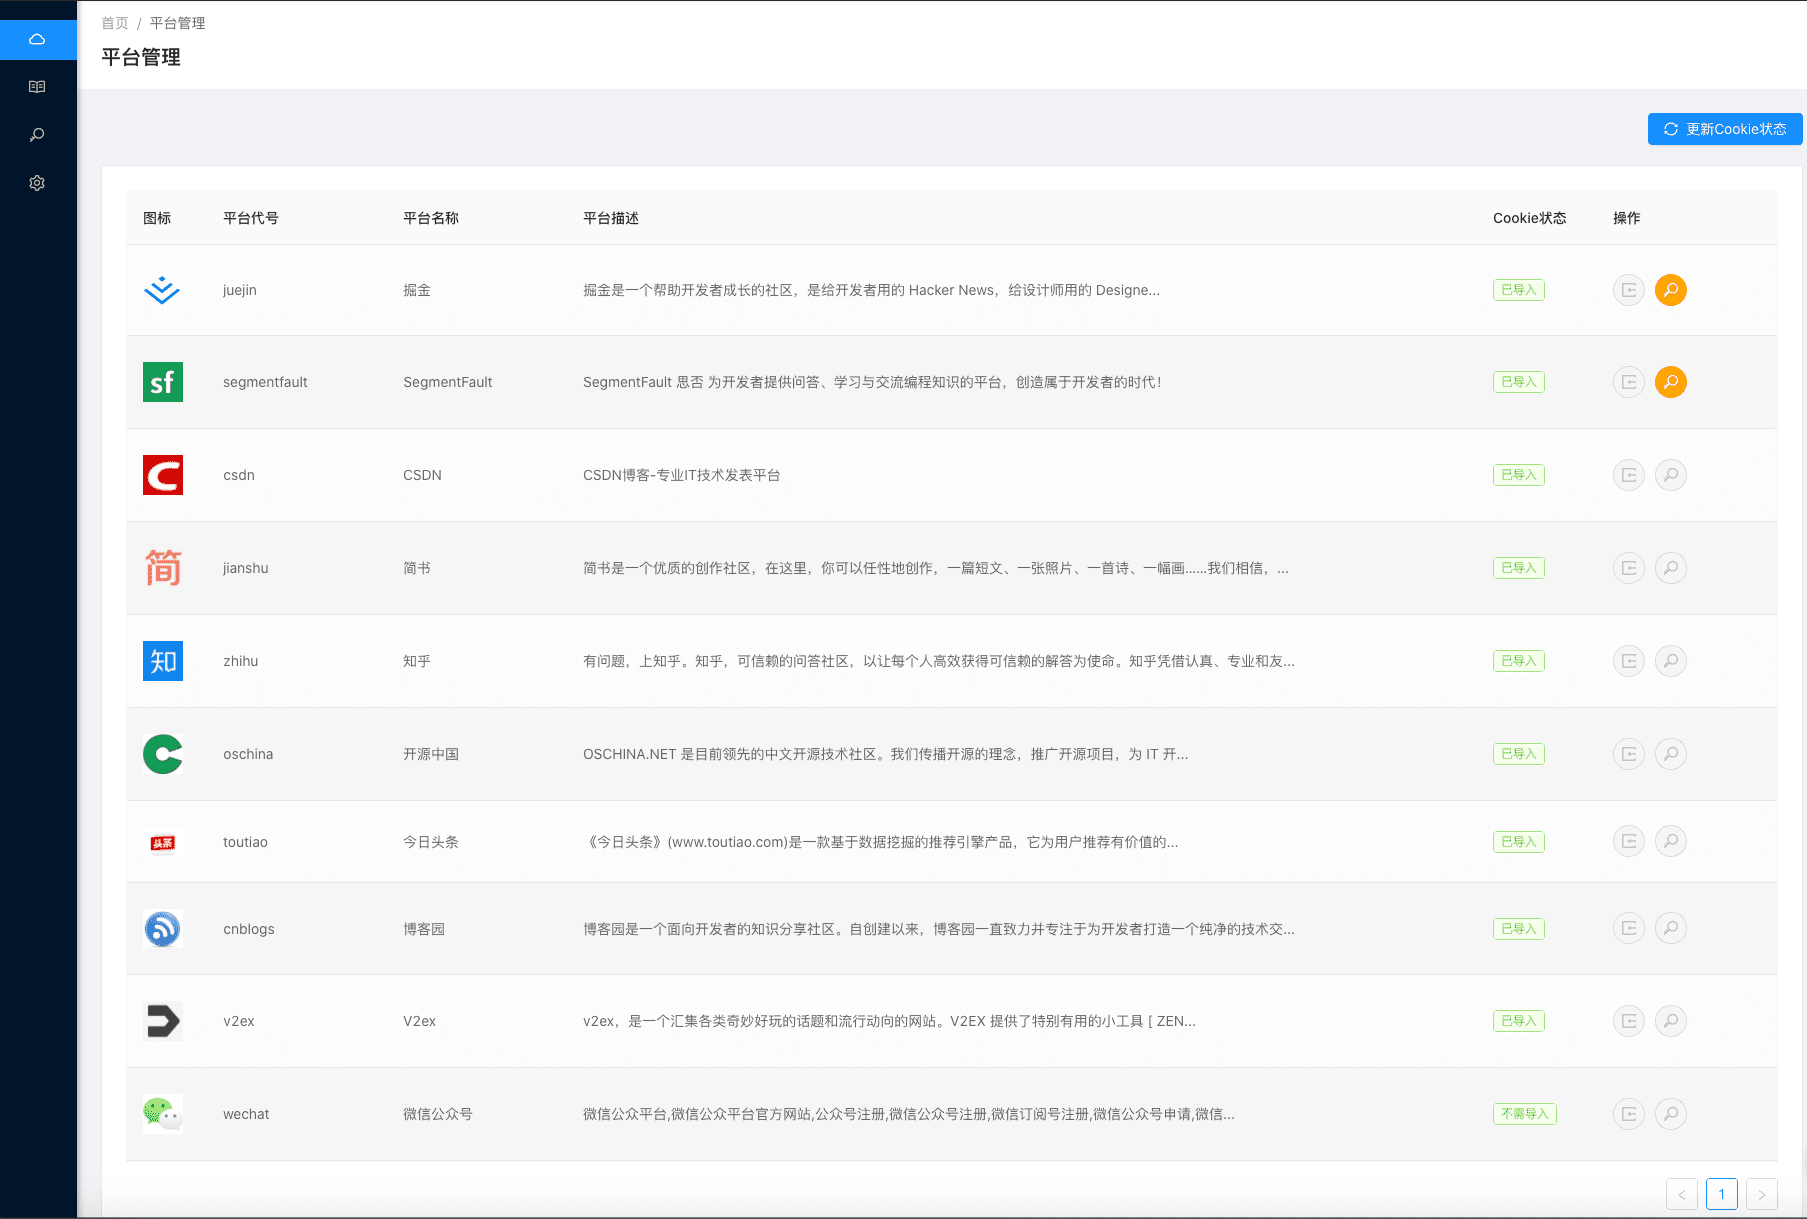 首页 / 平台管理
平台管理
更新Cookie状态
图标 平台代号 平台名称 平台描述 Cookie状态 操作
juejin 掘金 掘金是一个帮助开发者成长的社区，是给开发者用的 Hacker News，给设计师用的 Designe... 已导入
sf segmentfault SegmentFault SegmentFault 思否 为开发者提供问答、学习与交流编程知识的平台，创造属于开发者的时代！ 已导入
C csdn CSDN CSDN博客-专业IT技术发表平台 已导入
简 jianshu 简书 简书是一个优质的创作社区，在这里，你可以任性地创作，一篇短文、一张照片、一首诗、一幅画……我们相信，... 已导入
知 zhihu 知乎 有问题，上知乎。知乎，可信赖的问答社区，以让每个人高效获得可信赖的解答为使命。知乎凭借认真、专业和友... 已导入
oschina 开源中国 OSCHINA.NET 是目前领先的中文开源技术社区。我们传播开源的理念，推广开源项目，为 IT 开... 已导入
头条 toutiao 今日头条 《今日头条》(www.toutiao.com)是一款基于数据挖掘的推荐引擎产品，它为用户推荐有价值的... 已导入
cnblogs 博客园 博客园是一个面向开发者的知识分享社区。自创建以来，博客园一直致力并专注于为开发者打造一个纯净的技术交... 已导入
v2ex V2ex v2ex，是一个汇集各类奇妙好玩的话题和流行动向的网站。V2EX 提供了特别有用的小工具 [ ZEN... 已导入
wechat 微信公众号 微信公众平台,微信公众平台官方网站,公众号注册,微信公众号注册,微信订阅号注册,微信公众号申请,微信... 不需导入
< 1 >